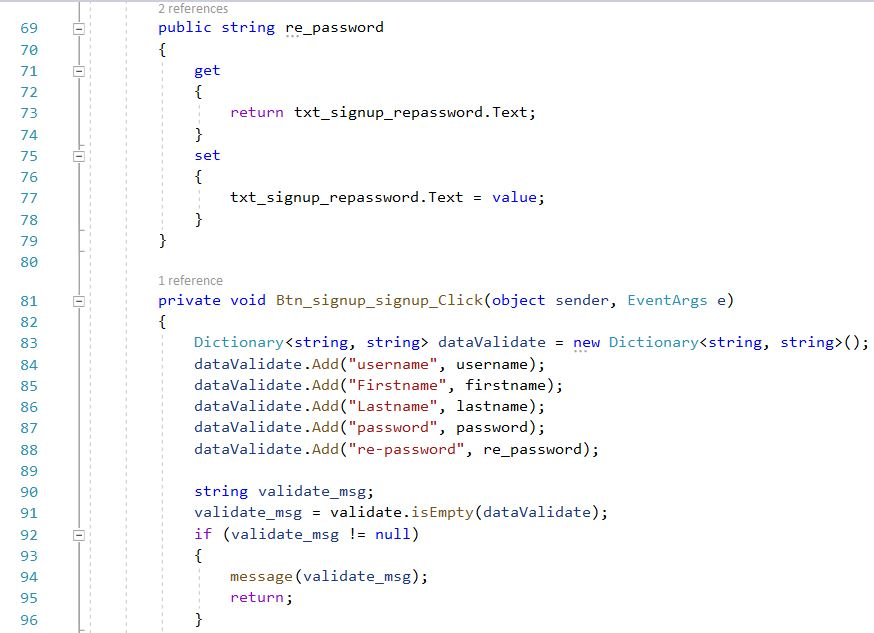 2 references
69 public string re_password
70 {
71 get
72 {
73 return txt_signup_repassword.Text;
74 }
75 set
76 {
77 txt_signup_repassword.Text = value;
78 }
79 }
80
1 reference
81 private void Btn_signup_signup_Click(object sender, EventArgs e)
82 {
83 Dictionary<string, string> dataValidate = new Dictionary<string, string>();
84 dataValidate.Add("username", username);
85 dataValidate.Add("Firstname", firstname);
86 dataValidate.Add("Lastname", lastname);
87 dataValidate.Add("password", password);
88 dataValidate.Add("re-password", re_password);
89
90 string validate_msg;
91 validate_msg = validate.isEmpty(dataValidate);
92 if (validate_msg != null)
93 {
94 message(validate_msg);
95 return;
96 }